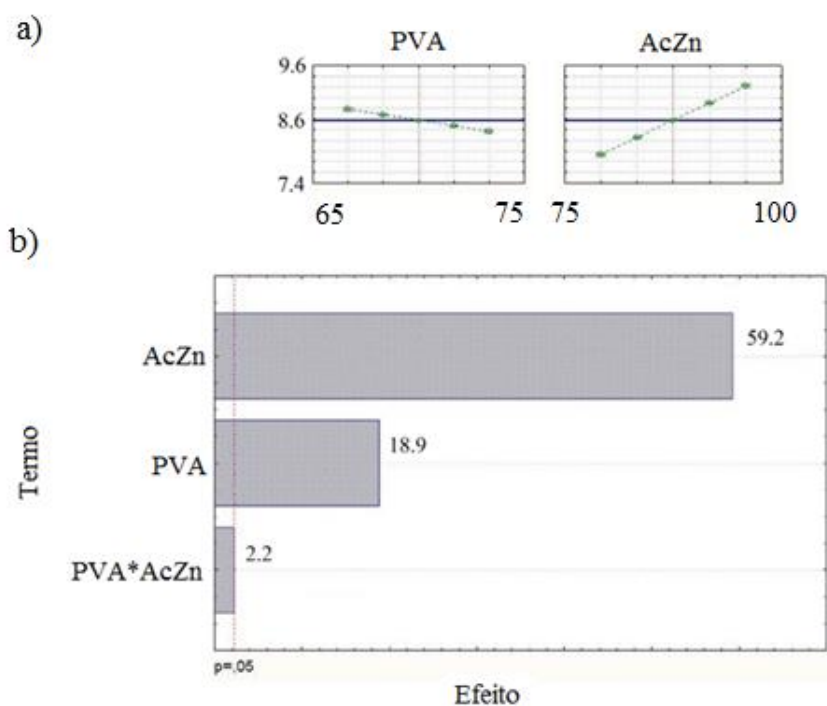 a)
PVA AcZn
9.6
8.6
7.4
65 75 75 100
b)
AcZn 59.2
Termo
PVA 18.9
PVA*AcZn 2.2
p=,05
Efeito